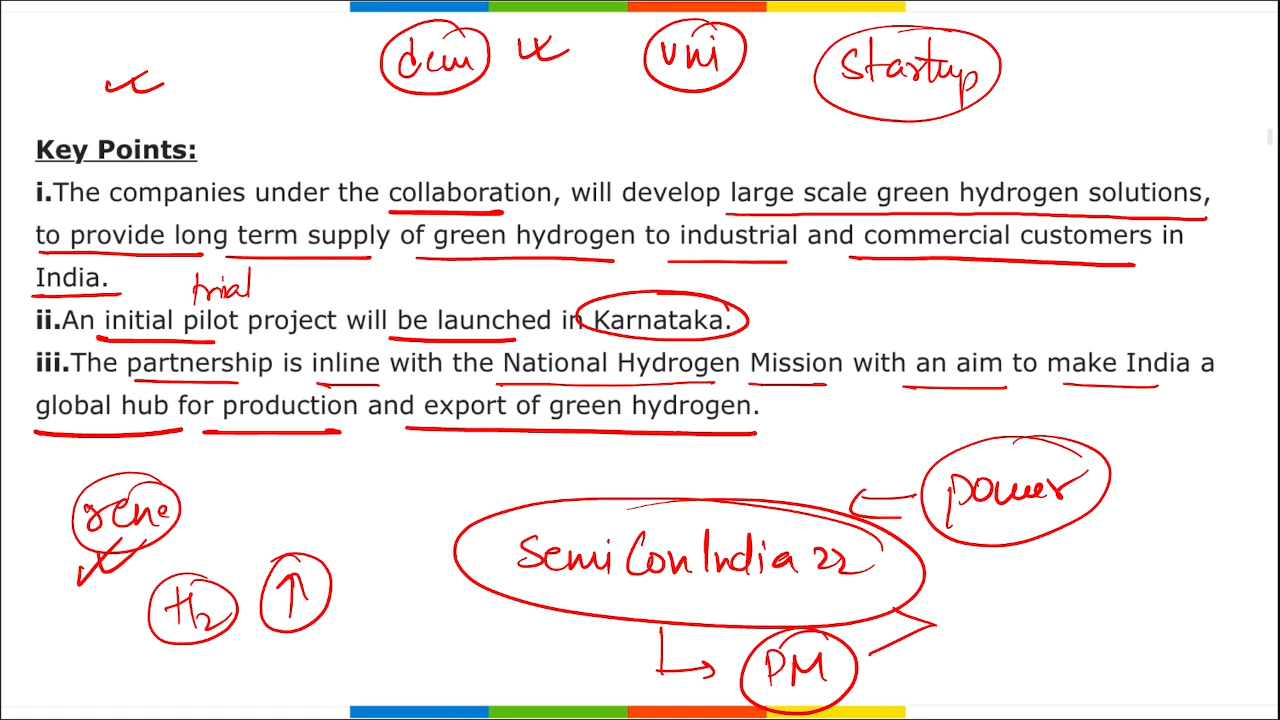 dem uni startup
Key Points:
i.The companies under the collaboration, will develop large scale green hydrogen solutions,
to provide long term supply of green hydrogen to industrial and commercial customers in
India.
trial
ii.An initial pilot project will be launched in Karnataka.
iii.The partnership is inline with the National Hydrogen Mission with an aim to make India a
global hub for production and export of green hydrogen.
power
rene
SemiConIndia 22
H2 ↑
PM